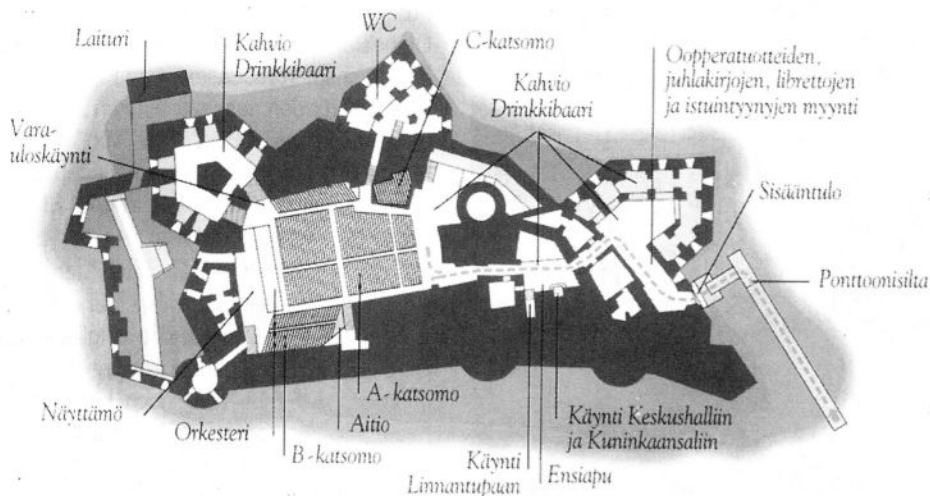 WC
Laituri
Kahvio
Drinkkibaari
C-katsomo
Kahvio
Drinkkibaari
Oopperatuotteiden,
juhlakirjojen, librettojen
ja istuintyynyjen myynti
Vara-
uloskäynti
Sisääntulo
Ponttoonisilta
Näyttämö
Orkesteri
B-katsomo
A-katsomo
Aitio
Käynti
Linnantupaan
Ensiapu
Käynti Keskushalliin
ja Kuninkaansaliin